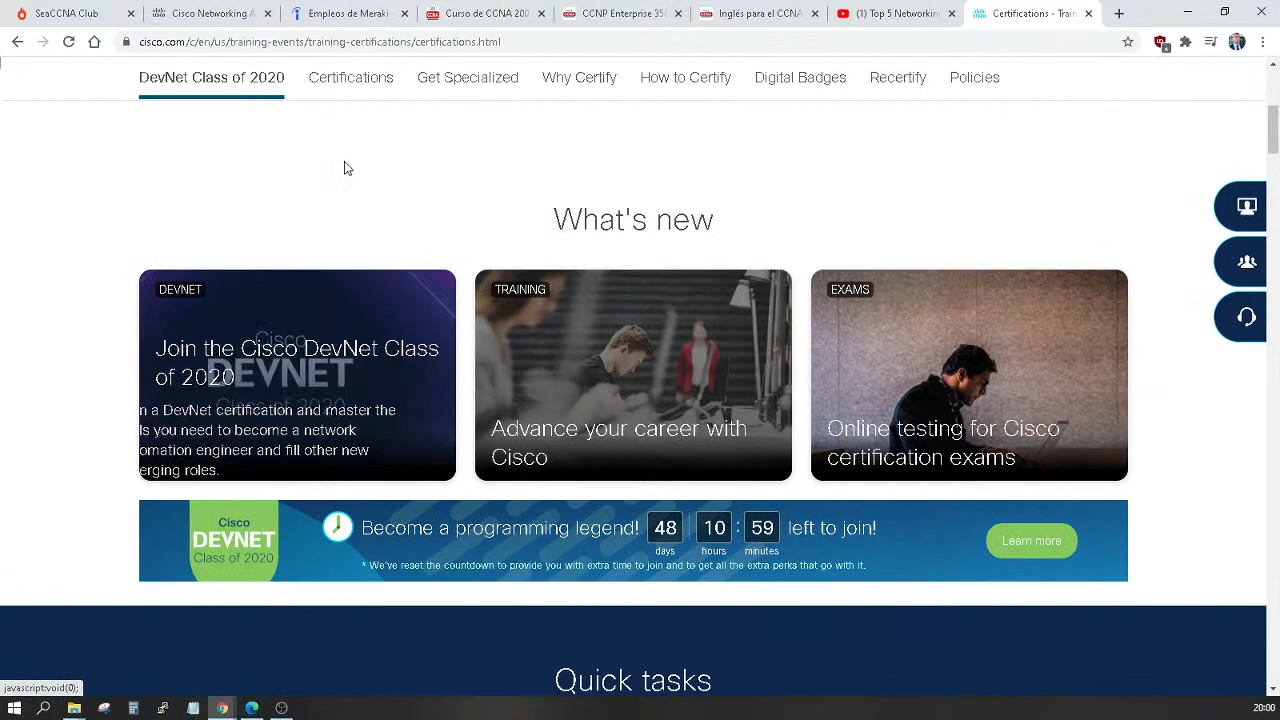 SeaCCNA Club
Cisco Networking A
Empleos de Meraki
Curso de CCNA 200
CCNP Enterprise 35
Inglés para el CCNA
(1) Top 5 Networking
Certifications - Train
cisco.com/c/en/us/training-events/training-certifications/certifications.html
DevNet Class of 2020
Certifications
Get Specialized
Why Certify
How to Certify
Digital Badges
Recertify
Policies
What's new
DEVNET
Cisco
DEVNET
Class of 2020
Join the Cisco DevNet Class
of 2020
n a DevNet certification and master the
ls you need to become a network
omation engineer and fill other new
erging roles.
TRAINING
Advance your career with
Cisco
EXAMS
Online testing for Cisco
certification exams
Cisco
DEVNET
Class of 2020
Become a programming legend! 48 10 : 59 left to join!
days hours minutes
* We've reset the countdown to provide you with extra time to join and to get all the extra perks that go with it.
Learn more
Quick tasks
javascript:void(0);
20:00